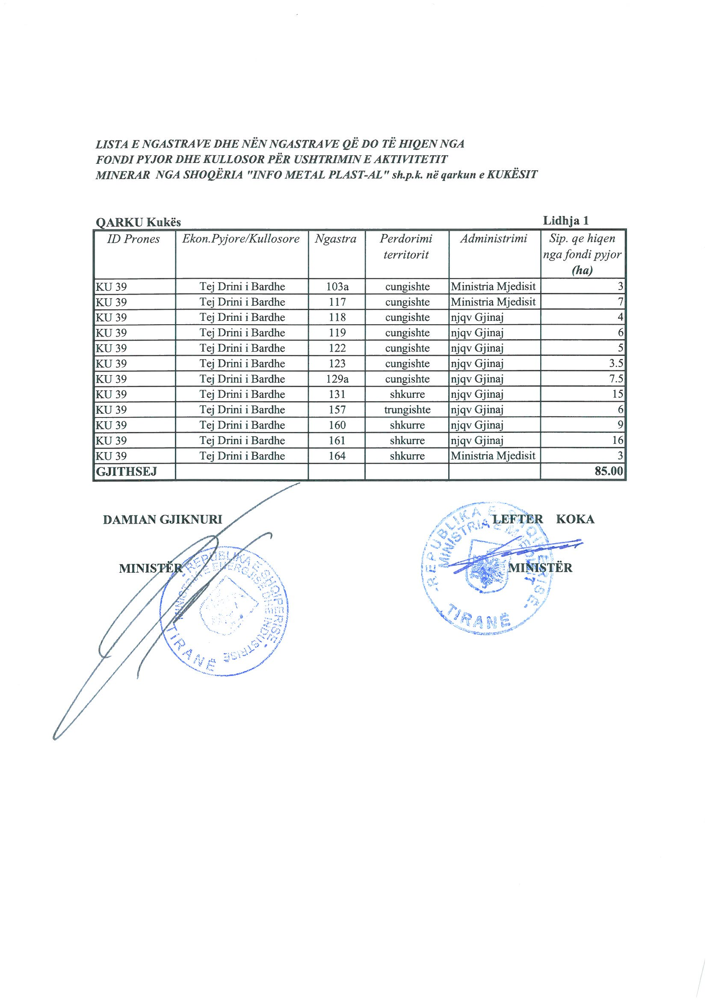 LISTA E NGASTRAVE DHE NËN NGASTRAVE QË DO TË HIQEN NGA
FONDI PYJOR DHE KULLOSOR PËR USHTRIMIN E AKTIVITETIT
MINERAR NGA SHOQËRIA "INFO METAL PLAST-AL" sh.p.k. në qarkun e KUKËSIT
QARKU Kukës Lidhja 1
ID Prones Ekon.Pyjore/Kullosore Ngastra Perdorimi territorit Administrimi Sip. qe hiqen nga fondi pyjor (ha)
KU 39 Tej Drini i Bardhe 103a cungishte Ministria Mjedisit 3
KU 39 Tej Drini i Bardhe 117 cungishte Ministria Mjedisit 7
KU 39 Tej Drini i Bardhe 118 cungishte njqv Gjinaj 4
KU 39 Tej Drini i Bardhe 119 cungishte njqv Gjinaj 6
KU 39 Tej Drini i Bardhe 122 cungishte njqv Gjinaj 5
KU 39 Tej Drini i Bardhe 123 cungishte njqv Gjinaj 3.5
KU 39 Tej Drini i Bardhe 129a cungishte njqv Gjinaj 7.5
KU 39 Tej Drini i Bardhe 131 shkurre njqv Gjinaj 15
KU 39 Tej Drini i Bardhe 157 trungishte njqv Gjinaj 6
KU 39 Tej Drini i Bardhe 160 shkurre njqv Gjinaj 9
KU 39 Tej Drini i Bardhe 161 shkurre njqv Gjinaj 16
KU 39 Tej Drini i Bardhe 164 shkurre Ministria Mjedisit 3
GJITHSEJ 85.00
DAMIAN GJIKNURI LEFTER KOKA
MINISTËR MINISTËR
REPUBLIKA E SHQIPERISE
MINISTRIA E ENERGJISE DHE INDUSTRISE
TIRANË
REPUBLIKA E SHQIPËRISË
MINISTRIA E MJEDISIT
TIRANË